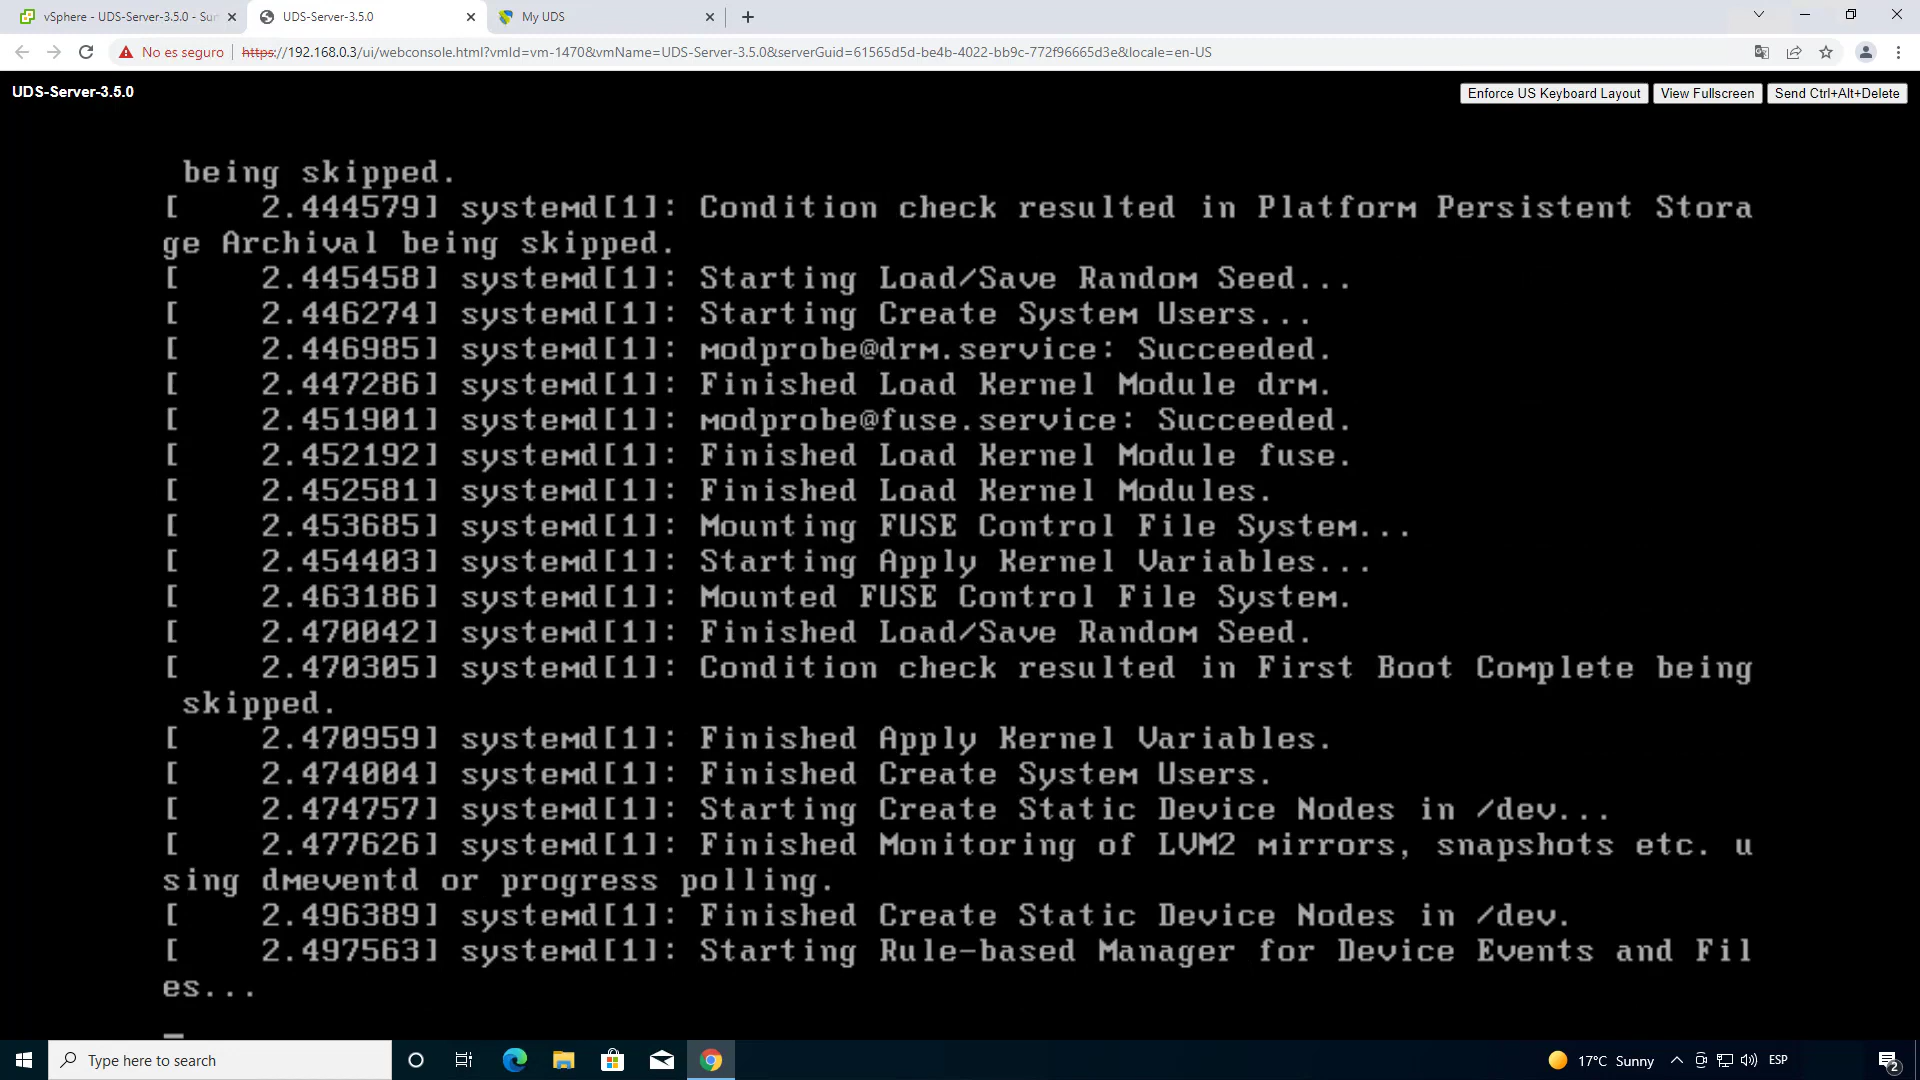 vSphere - UDS-Server-3.5.0 - Sum
UDS-Server-3.5.0
My UDS
No es seguro
https://192.168.0.3/ui/webconsole.html?vmId=vm-1470&vmName=UDS-Server-3.5.0&serverGuid=61565d5d-be4b-4022-bb9c-772f96665d3e&locale=en-US
UDS-Server-3.5.0
Enforce US Keyboard Layout
View Fullscreen
Send Ctrl+Alt+Delete
being skipped.
[    2.444579] systemd[1]: Condition check resulted in Platform Persistent Stora
ge Archival being skipped.
[    2.445458] systemd[1]: Starting Load/Save Random Seed...
[    2.446274] systemd[1]: Starting Create System Users...
[    2.446985] modprobe@drm.service: Succeeded.
[    2.447286] systemd[1]: Finished Load Kernel Module drm.
[    2.451901] systemd[1]: modprobe@fuse.service: Succeeded.
[    2.452192] systemd[1]: Finished Load Kernel Module fuse.
[    2.452581] systemd[1]: Finished Load Kernel Modules.
[    2.453685] systemd[1]: Mounting FUSE Control File System...
[    2.454403] systemd[1]: Starting Apply Kernel Variables...
[    2.463186] systemd[1]: Mounted FUSE Control File System.
[    2.470042] systemd[1]: Finished Load/Save Random Seed.
[    2.470305] systemd[1]: Condition check resulted in First Boot Complete being
skipped.
[    2.470959] systemd[1]: Finished Apply Kernel Variables.
[    2.474004] systemd[1]: Finished Create System Users.
[    2.474757] systemd[1]: Starting Create Static Device Nodes in /dev...
[    2.477626] systemd[1]: Finished Monitoring of LVM2 mirrors, snapshots etc. u
sing dmeventd or progress polling.
[    2.496389] systemd[1]: Finished Create Static Device Nodes in /dev.
[    2.497563] systemd[1]: Starting Rule-based Manager for Device Events and Fil
es...
Type here to search
17°C Sunny
ESP
2